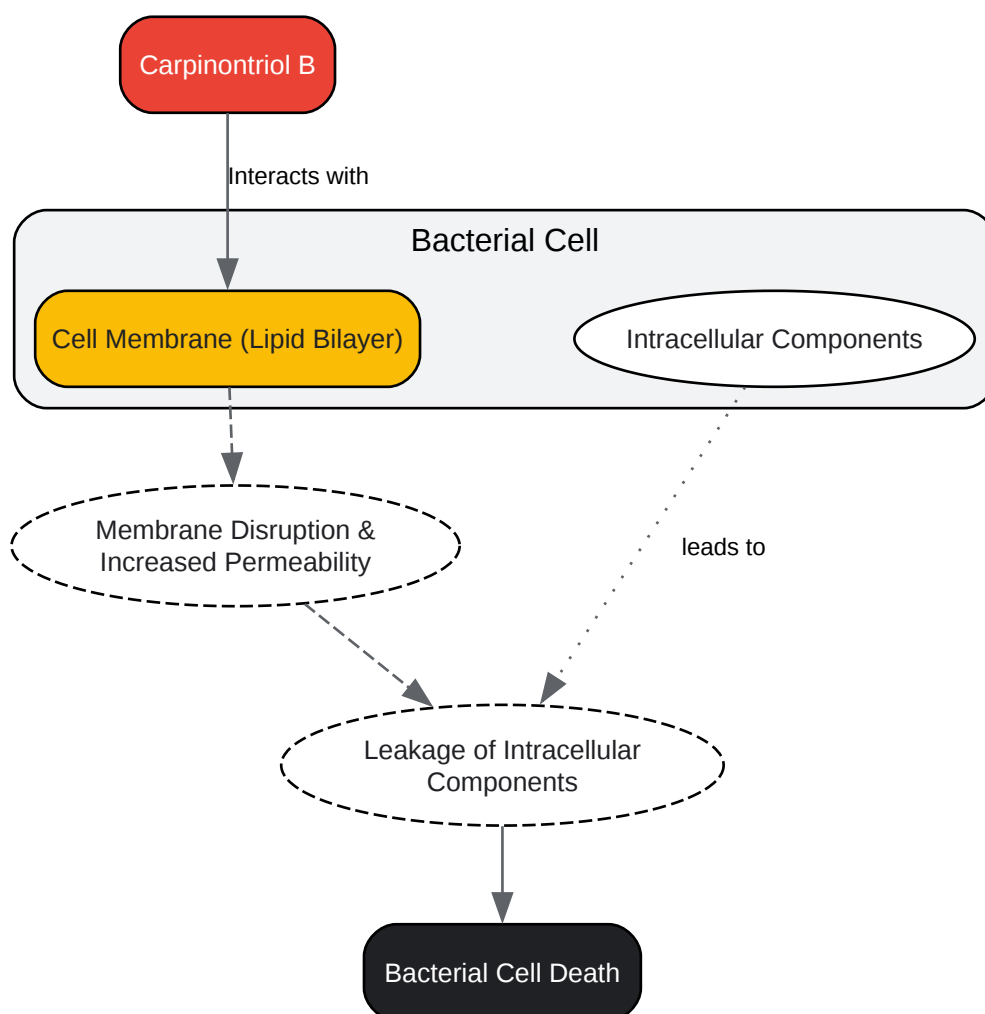 Carpinontriol B
Interacts with
Bacterial Cell
Cell Membrane (Lipid Bilayer)
Intracellular Components
Membrane Disruption &
Increased Permeability
leads to
Leakage of Intracellular
Components
Bacterial Cell Death